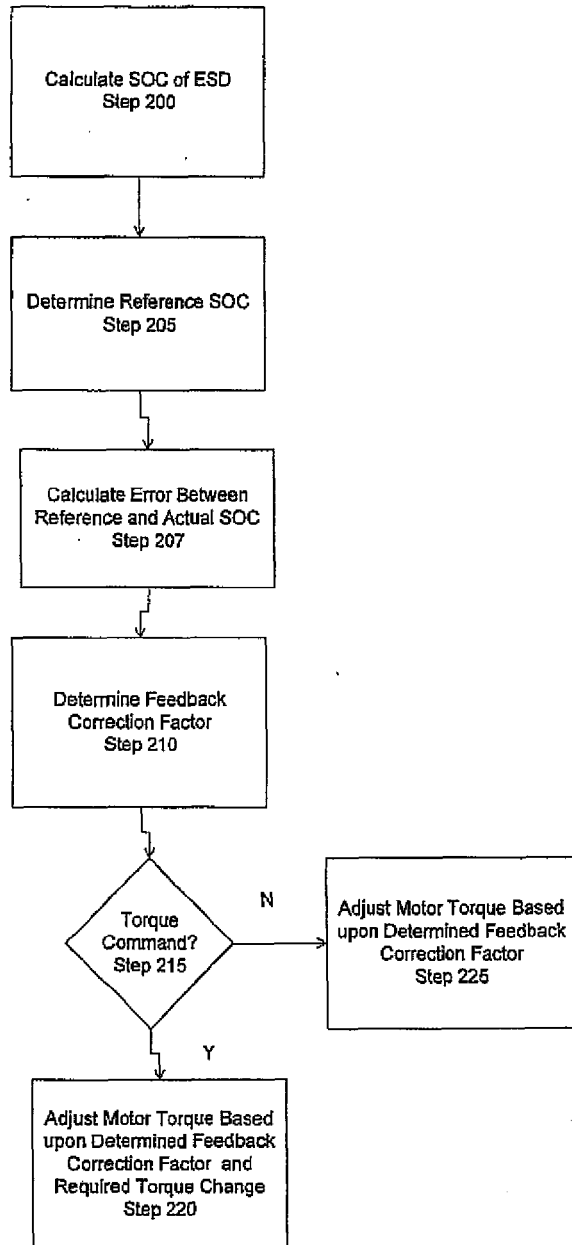 Calculate SOC of ESD
Step 200
Determine Reference SOC
Step 205
Calculate Error Between
Reference and Actual SOC
Step 207
Determine Feedback
Correction Factor
Step 210
Torque
Command?
Step 215
N
Adjust Motor Torque Based
upon Determined Feedback
Correction Factor
Step 225
Y
Adjust Motor Torque Based
upon Determined Feedback
Correction Factor and
Required Torque Change
Step 220